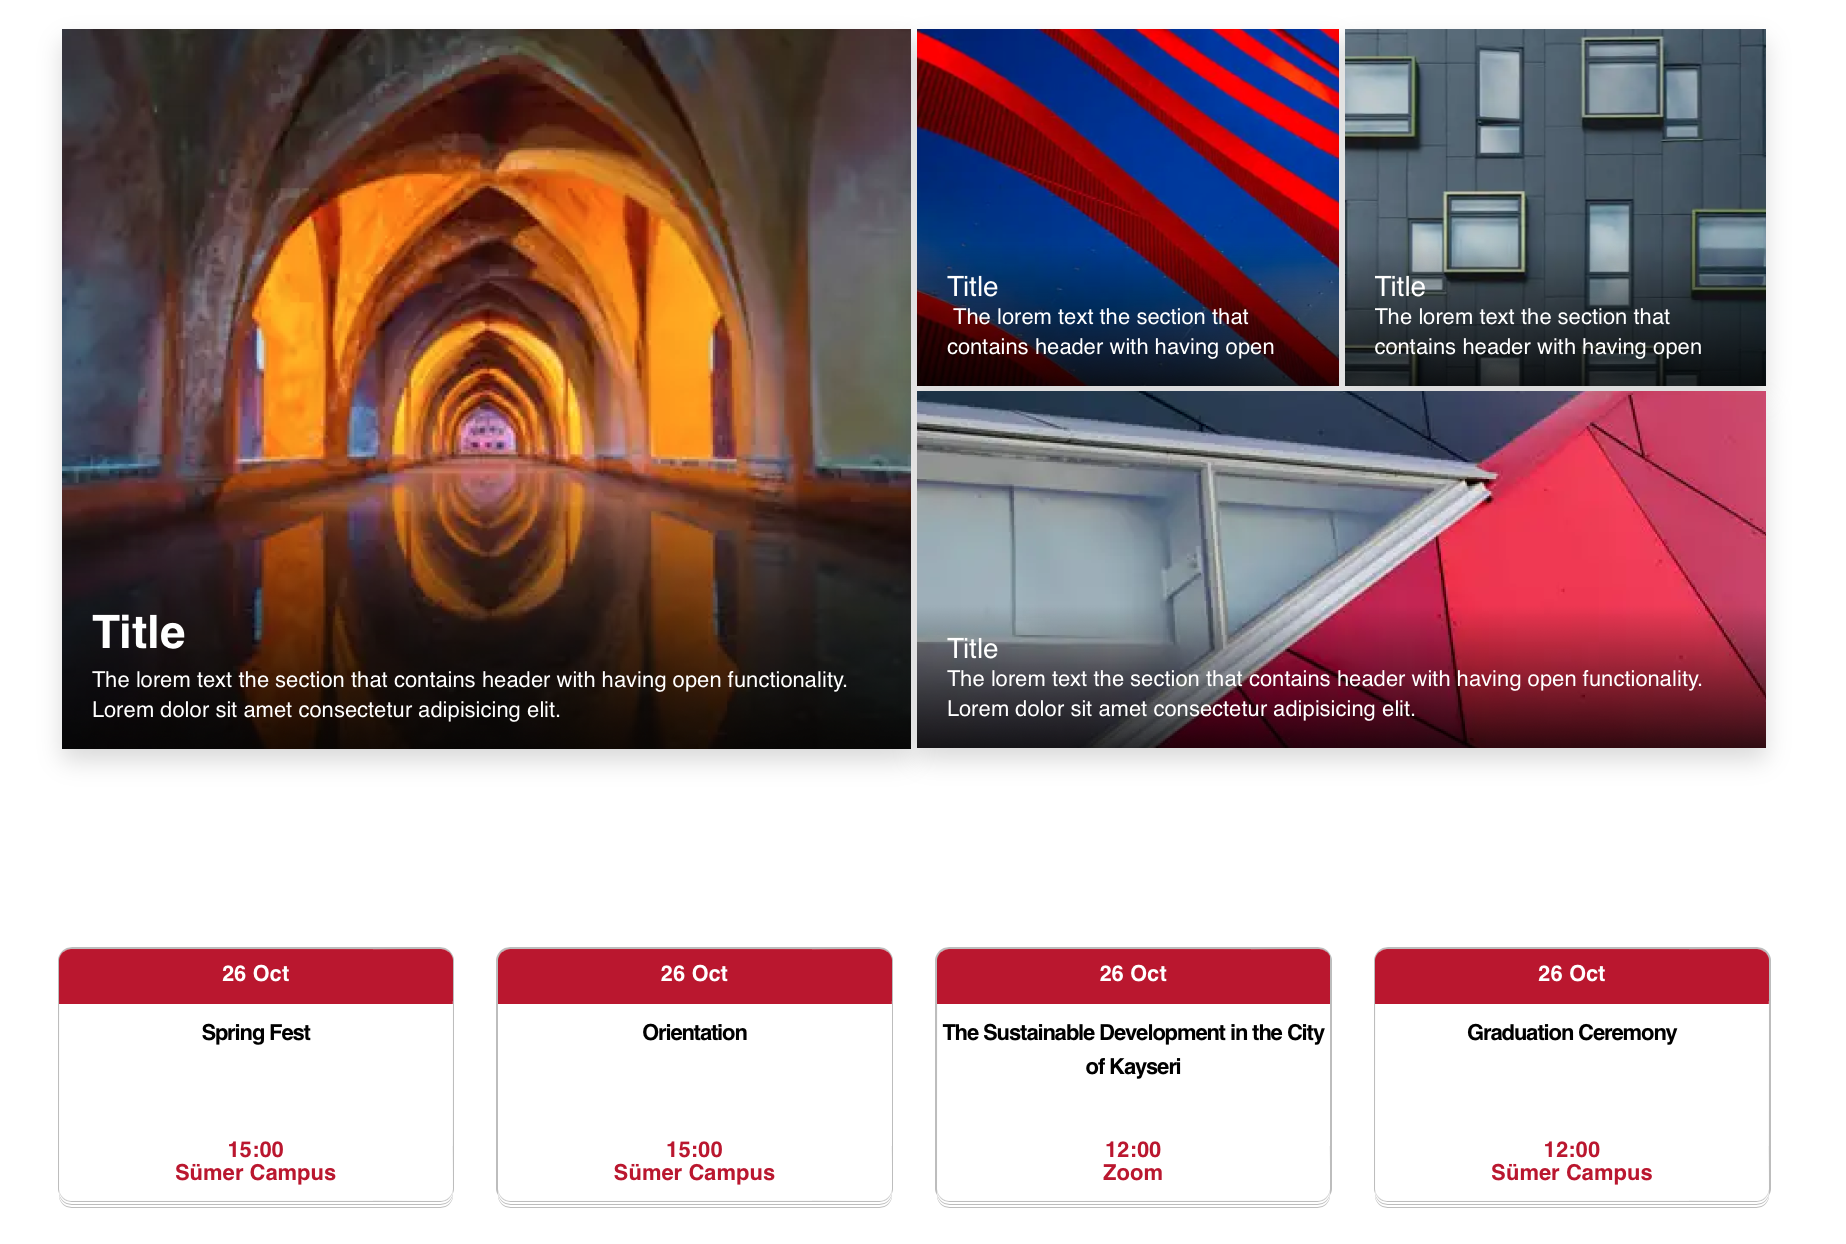 Title
The lorem text the section that contains header with having open functionality.
Lorem dolor sit amet consectetur adipisicing elit.
Title
The lorem text the section that
contains header with having open
Title
The lorem text the section that
contains header with having open
Title
The lorem text the section that contains header with having open functionality.
Lorem dolor sit amet consectetur adipisicing elit.
26 Oct
Spring Fest
15:00
Sümer Campus
26 Oct
Orientation
15:00
Sümer Campus
26 Oct
The Sustainable Development in the City
of Kayseri
12:00
Zoom
26 Oct
Graduation Ceremony
12:00
Sümer Campus